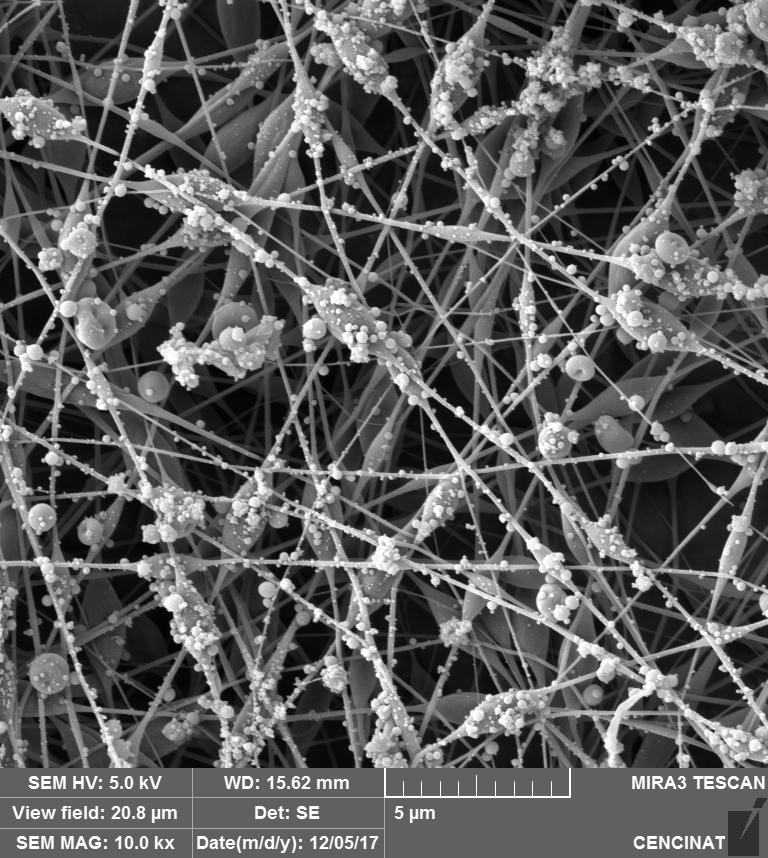 SEM HV: 5.0 kV
WD: 15.62 mm
MIRA3 TESCAN
View field: 20.8 µm
Det: SE
5 µm
SEM MAG: 10.0 kx
Date(m/d/y): 12/05/17
CENCINAT